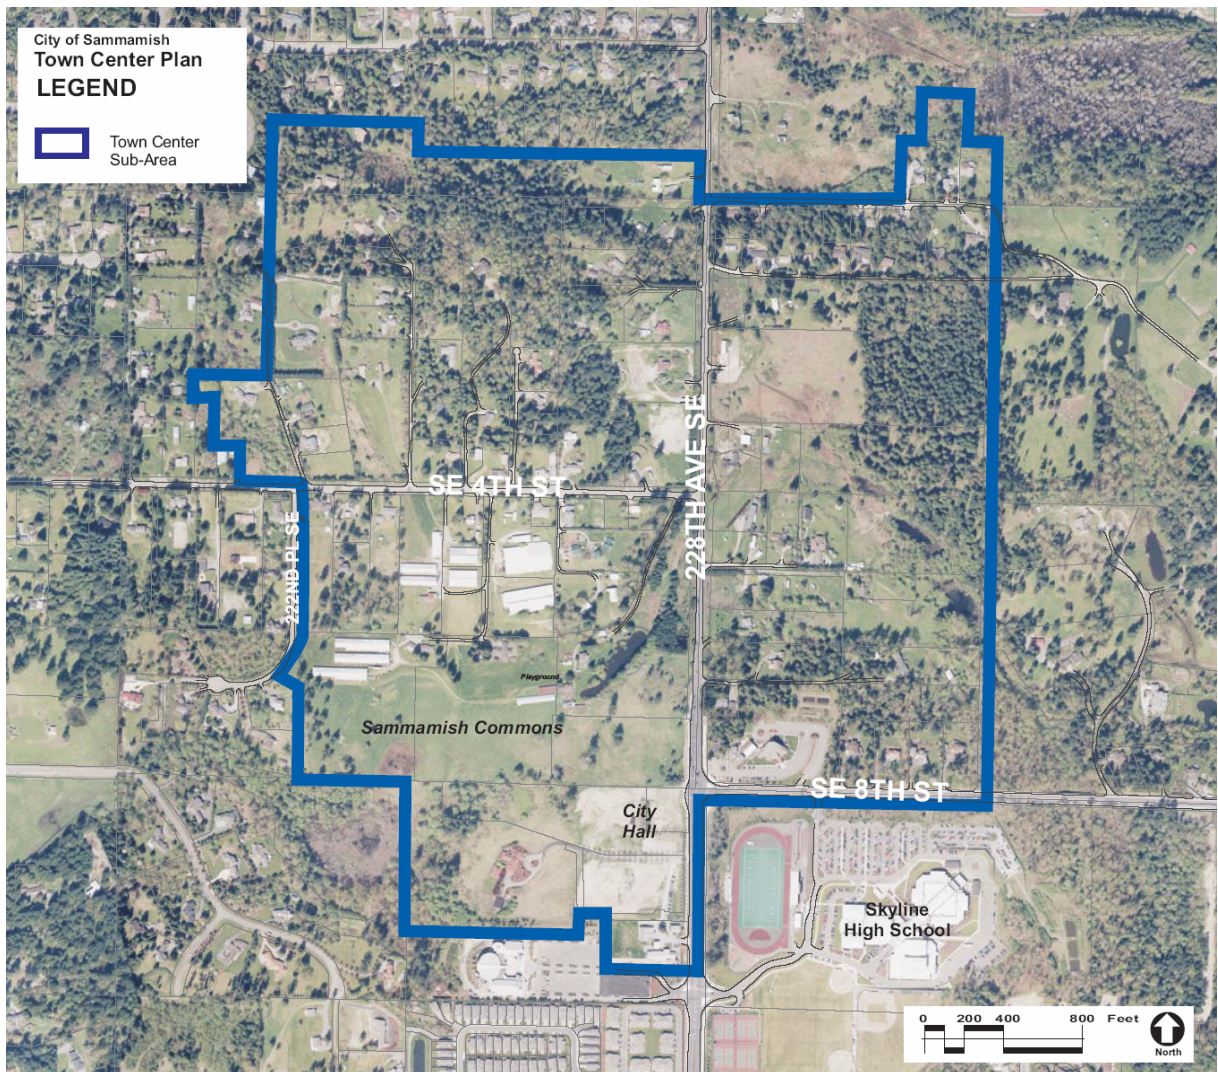 City of Sammamish
Town Center Plan
LEGEND
Town Center
Sub-Area
228TH AVE SE
SE 4TH ST
222ND PL SE
Playground
Sammamish Commons
SE 8TH ST
City
Hall
Skyline
High School
0 200 400 800 Feet
North